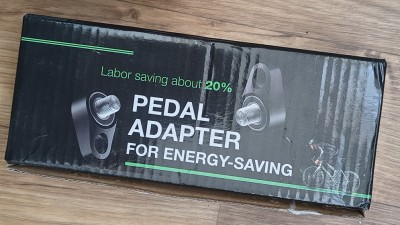 Labor saving about 20%
PEDAL
ADAPTER
FOR ENERGY-SAVING